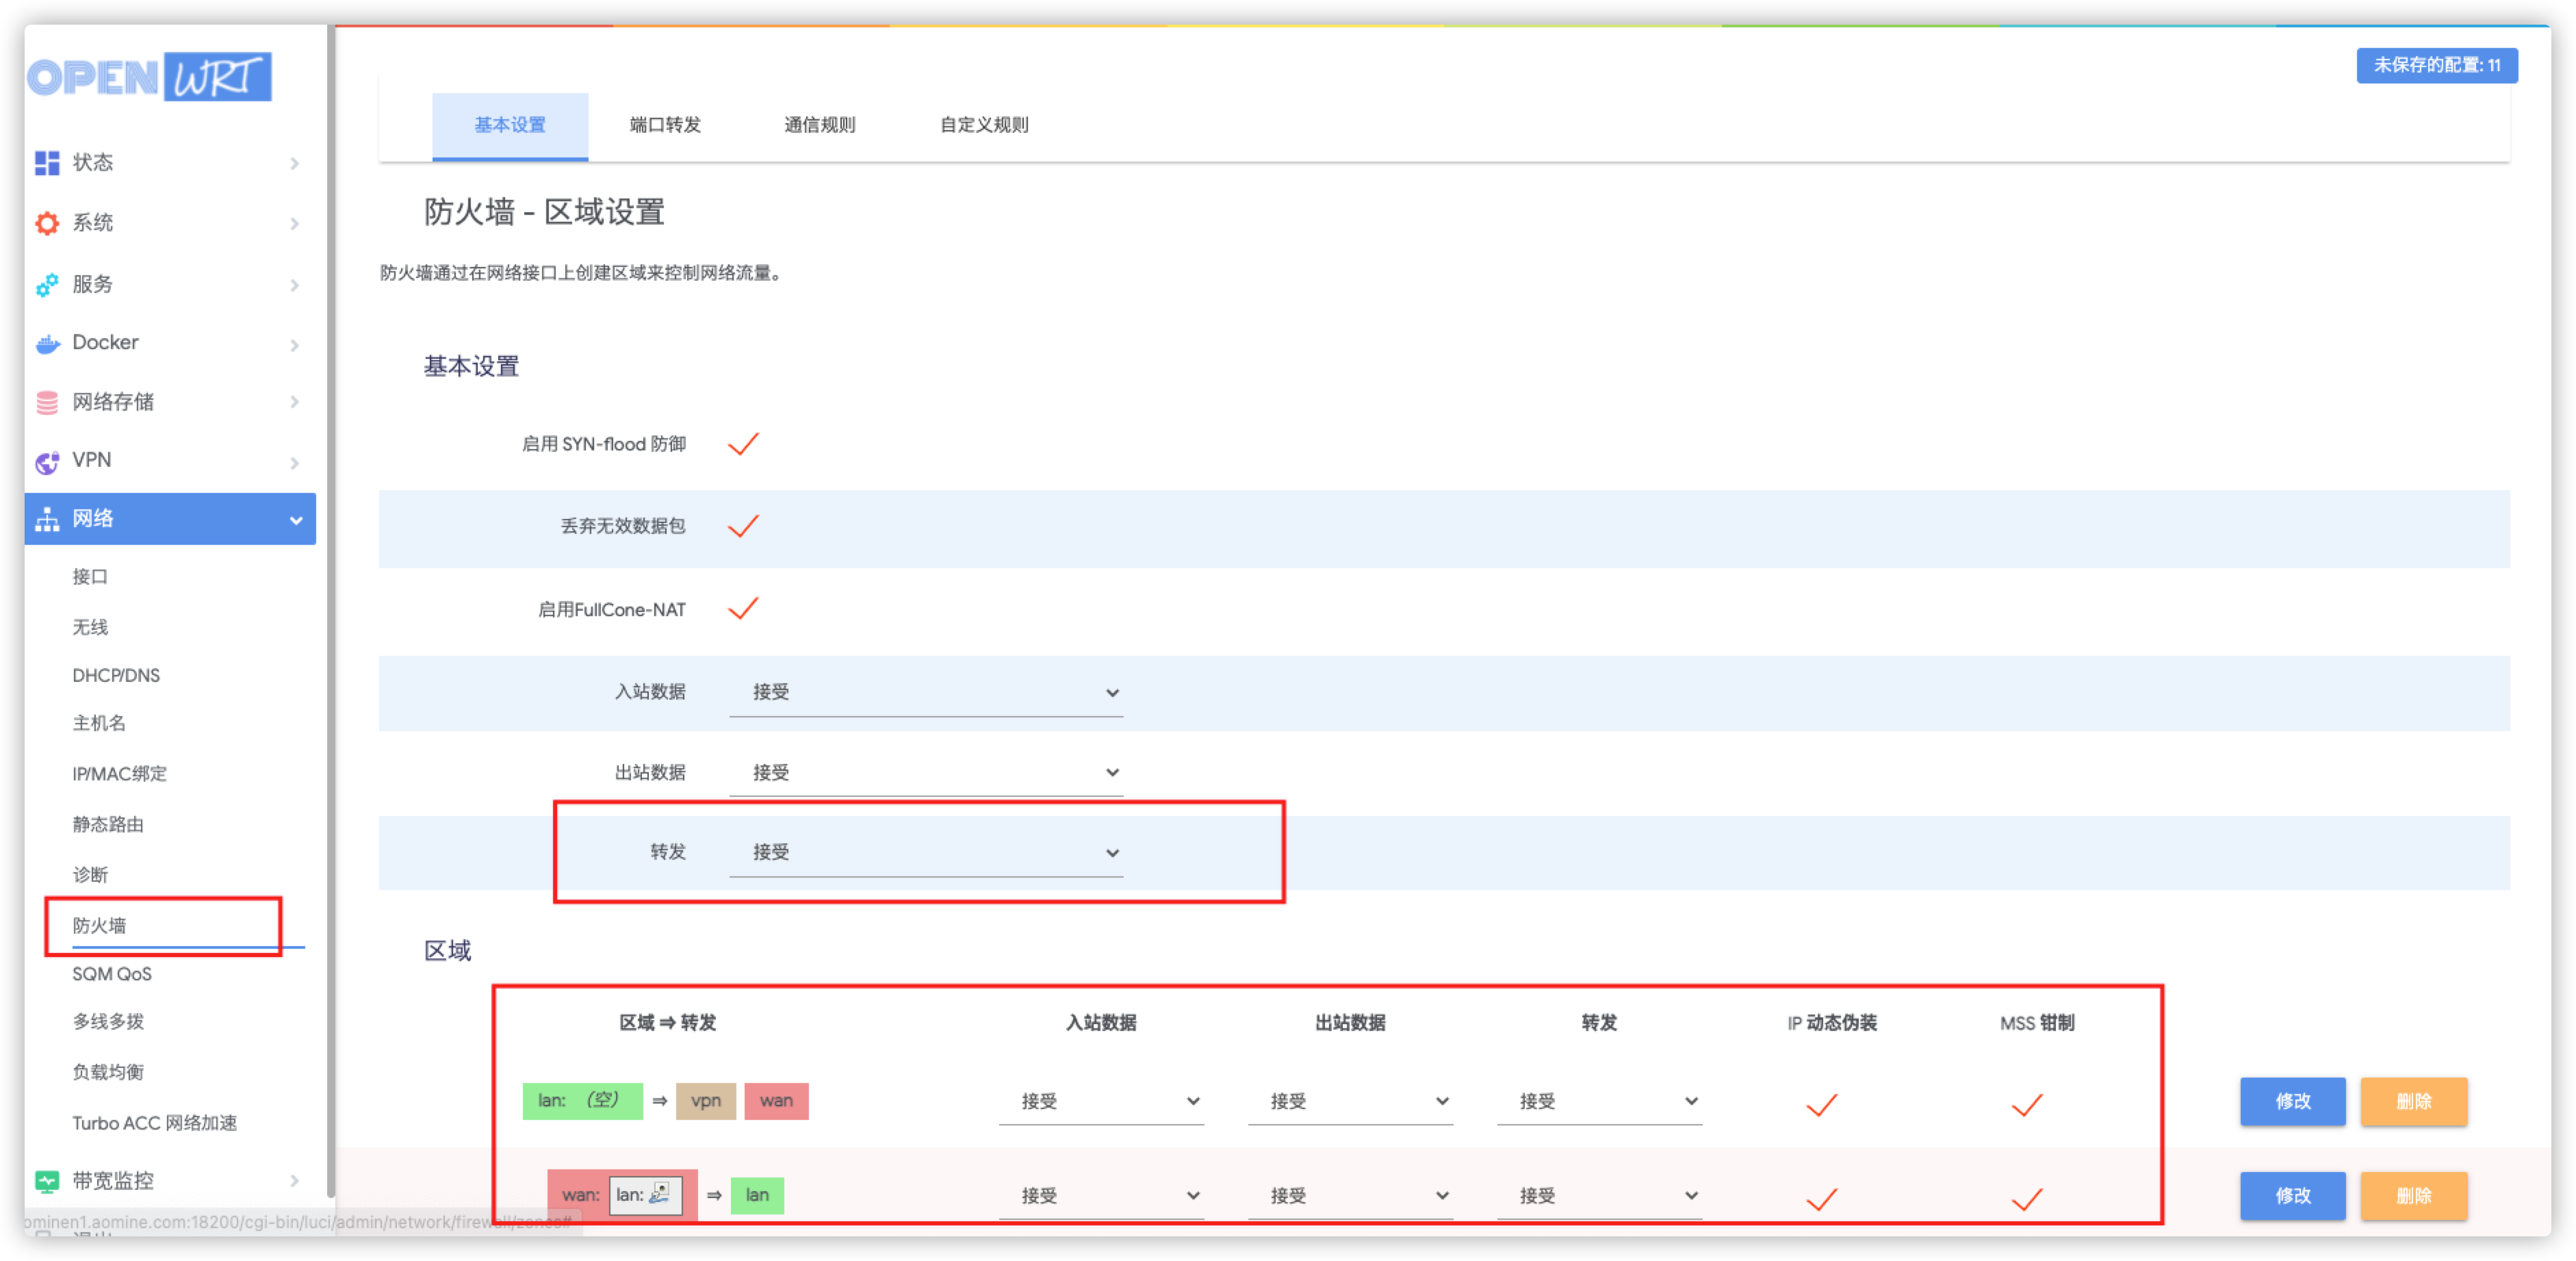 OPENWRT
未保存的配置: 11
基本设置 端口转发 通信规则 自定义规则
状态
系统
服务
Docker
网络存储
VPN
网络
接口
无线
DHCP/DNS
主机名
IP/MAC绑定
静态路由
诊断
防火墙
SQM QoS
多线多拨
负载均衡
Turbo ACC 网络加速
带宽监控
ominen1.aomine.com:18200/cgi-bin/luci/admin/network/firewall/zones#
防火墙 - 区域设置
防火墙通过在网络接口上创建区域来控制网络流量。
基本设置
启用 SYN-flood 防御
丢弃无效数据包
启用FullCone-NAT
入站数据 接受
出站数据 接受
转发 接受
区域
区域 ⇒ 转发 入站数据 出站数据 转发 IP 动态伪装 MSS 钳制
lan: (空) ⇒ vpn wan 接受 接受 接受 修改 删除
wan: lan: ⇒ lan 接受 接受 接受 修改 删除